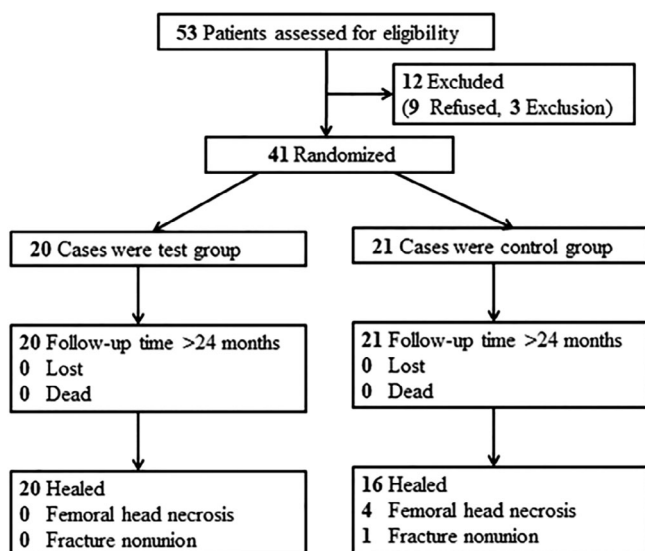 53 Patients assessed for eligibility
12 Excluded
(9 Refused, 3 Exclusion)
41 Randomized
20 Cases were test group
21 Cases were control group
20 Follow-up time >24 months
0 Lost
0 Dead
21 Follow-up time >24 months
0 Lost
0 Dead
20 Healed
0 Femoral head necrosis
0 Fracture nonunion
16 Healed
4 Femoral head necrosis
1 Fracture nonunion